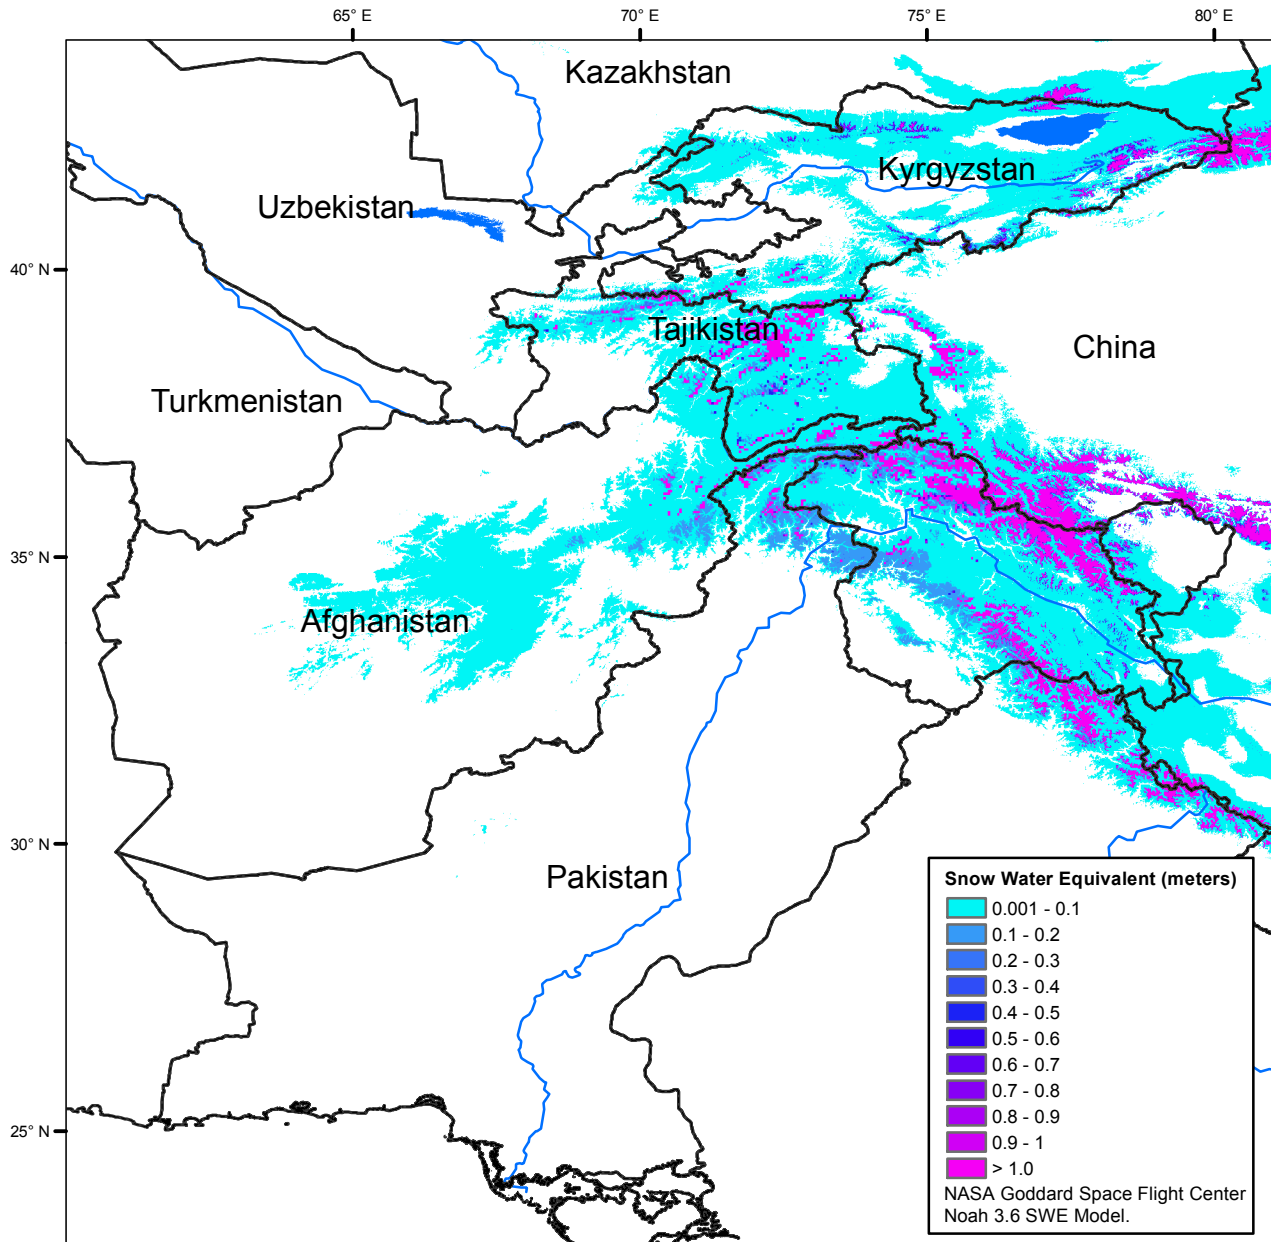 65° E
70° E
75° E
80° E
Kazakhstan
Kyrgyzstan
Uzbekistan
40° N
Tajikistan
China
Turkmenistan
35° N
Afghanistan
30° N
Pakistan
25° N
Snow Water Equivalent (meters)
0.001 - 0.1
0.1 - 0.2
0.2 - 0.3
0.3 - 0.4
0.4 - 0.5
0.5 - 0.6
0.6 - 0.7
0.7 - 0.8
0.8 - 0.9
0.9 - 1
> 1.0
NASA Goddard Space Flight Center
Noah 3.6 SWE Model.